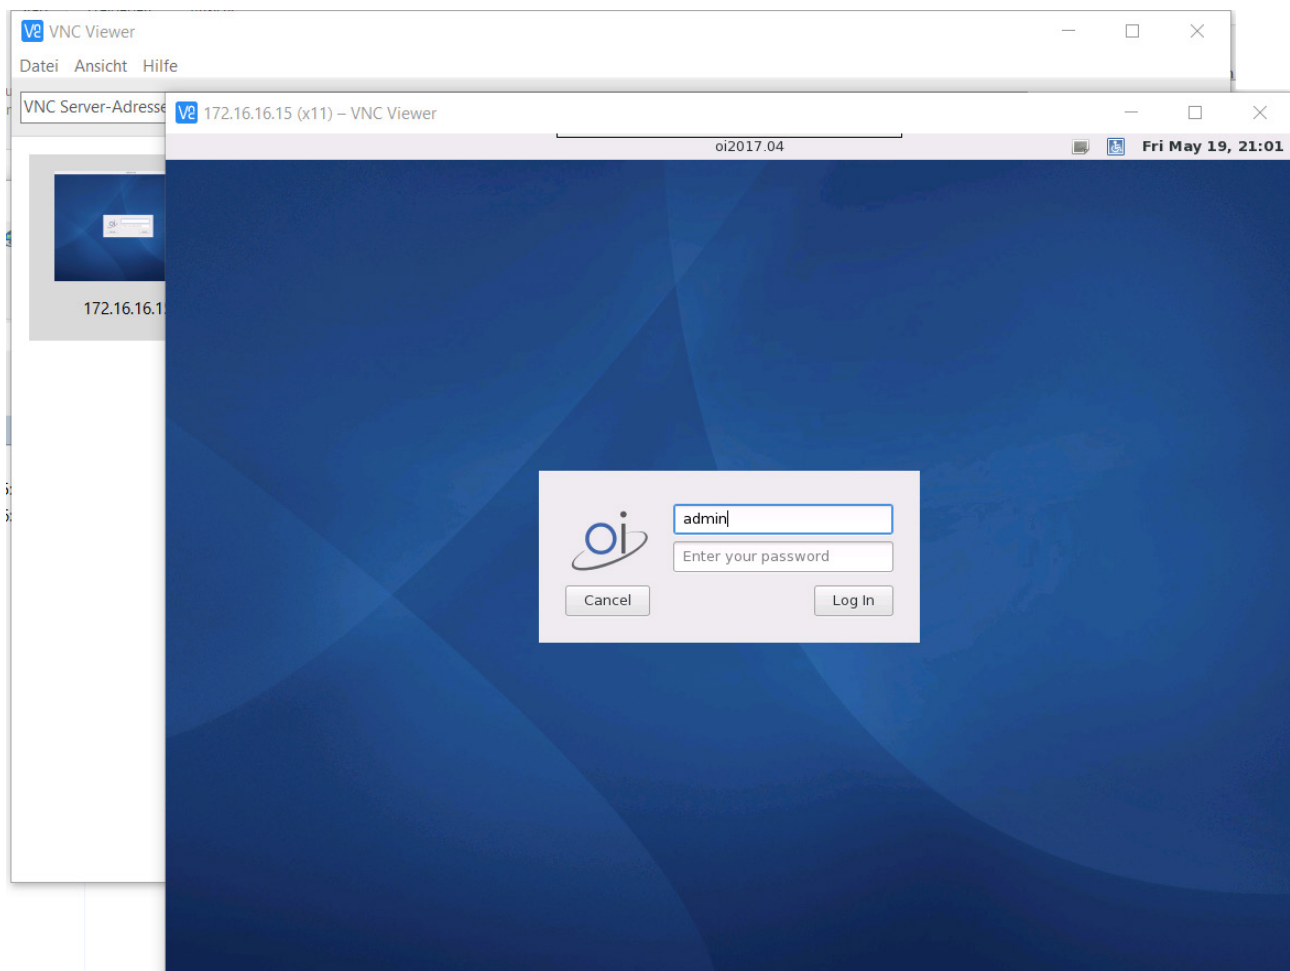 VNC Viewer
Datei Ansicht Hilfe
VNC Server-Adresse
172.16.16.15 (x11) – VNC Viewer
oi2017.04
Fri May 19, 21:01
172.16.16.1
admin
oi
Enter your password
Cancel
Log In